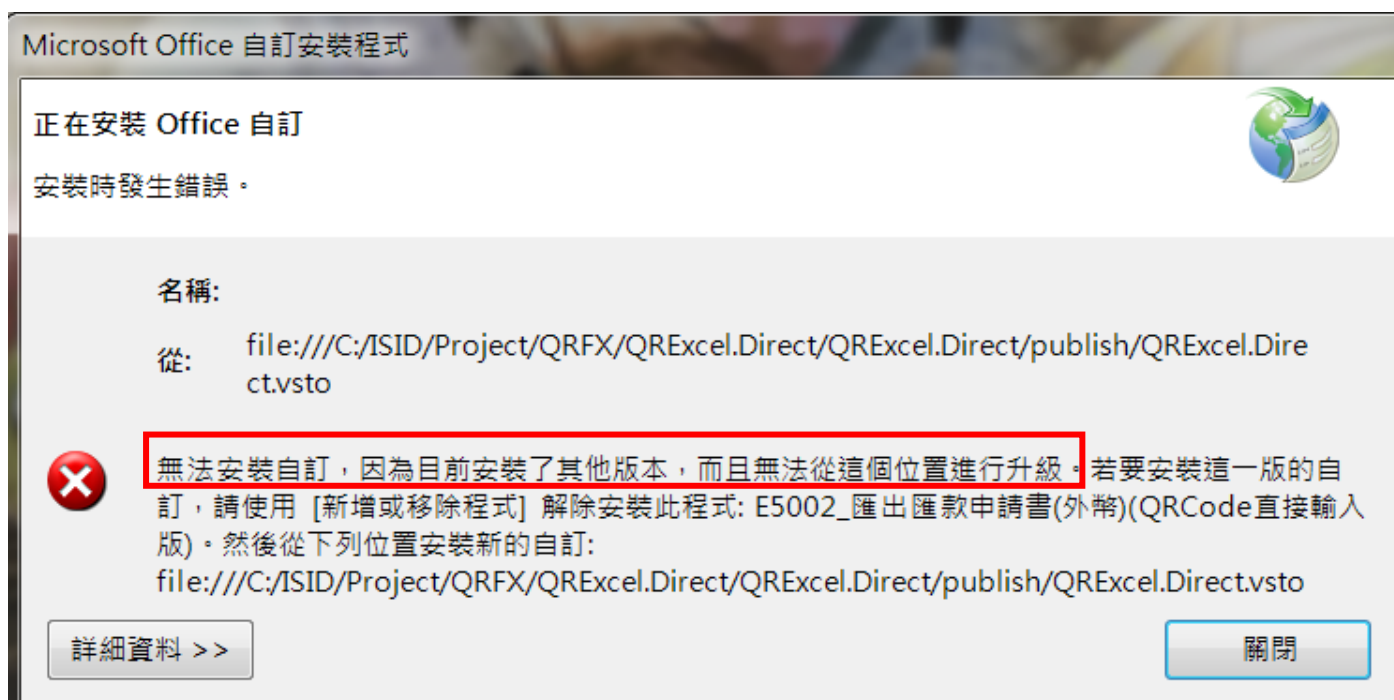 Microsoft Office 自訂安裝程式
正在安裝 Office 自訂
安裝時發生錯誤。
名稱:
從:
file:///C:/ISID/Project/QRFX/QRExcel.Direct/QRExcel.Direct/publish/QRExcel.Dire
ct.vsto
無法安裝自訂，因為目前安裝了其他版本，而且無法從這個位置進行升級。若要安裝這一版的自
訂，請使用 [新增或移除程式] 解除安裝此程式: E5002_匯出匯款申請書(外幣)(QRCode直接輸入
版)。然後從下列位置安裝新的自訂:
file:///C:/ISID/Project/QRFX/QRExcel.Direct/QRExcel.Direct/publish/QRExcel.Direct.vsto
詳細資料 >>
關閉